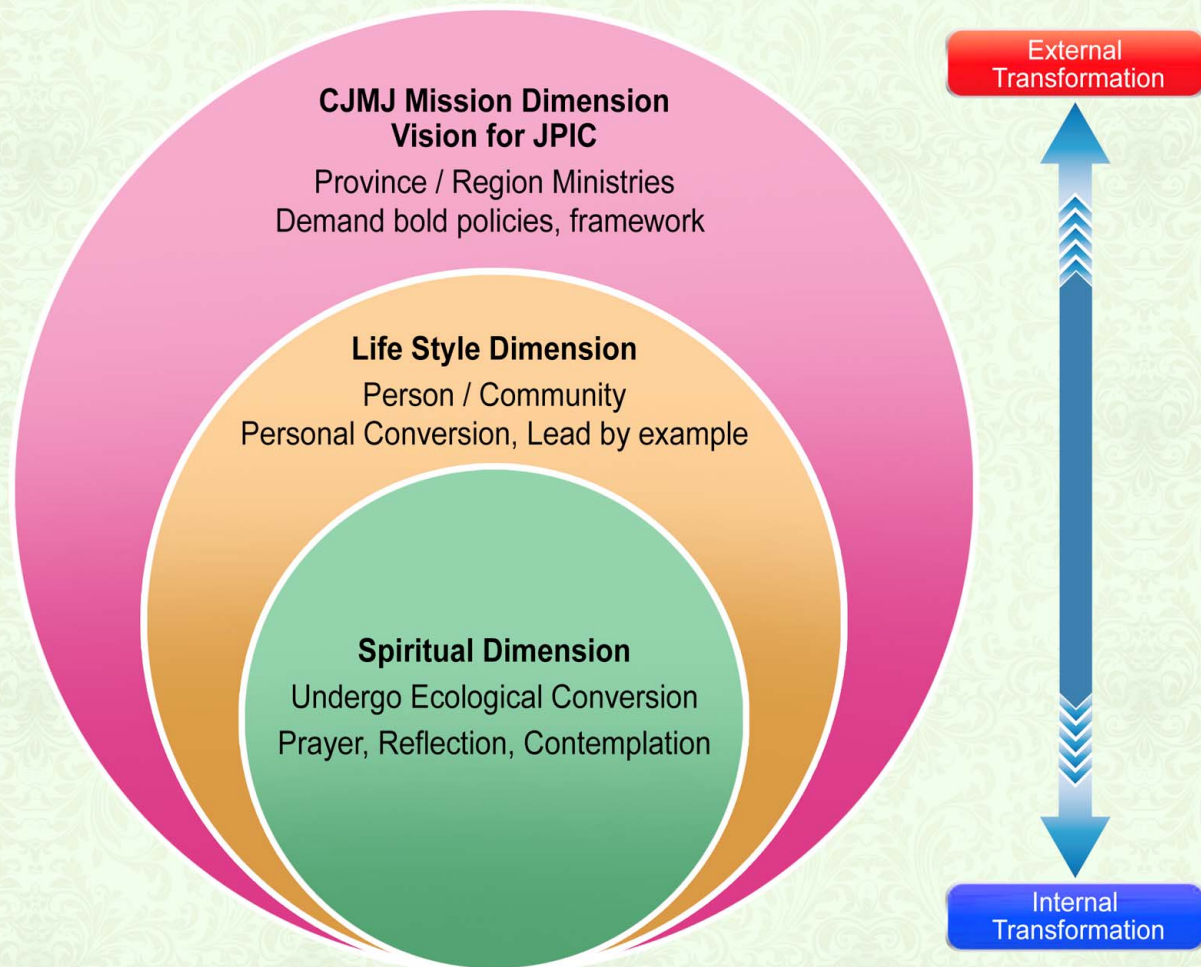 CJMJ Mission Dimension
Vision for JPIC
Province / Region Ministries
Demand bold policies, framework
Life Style Dimension
Person / Community
Personal Conversion, Lead by example
Spiritual Dimension
Undergo Ecological Conversion
Prayer, Reflection, Contemplation
External
Transformation
Internal
Transformation